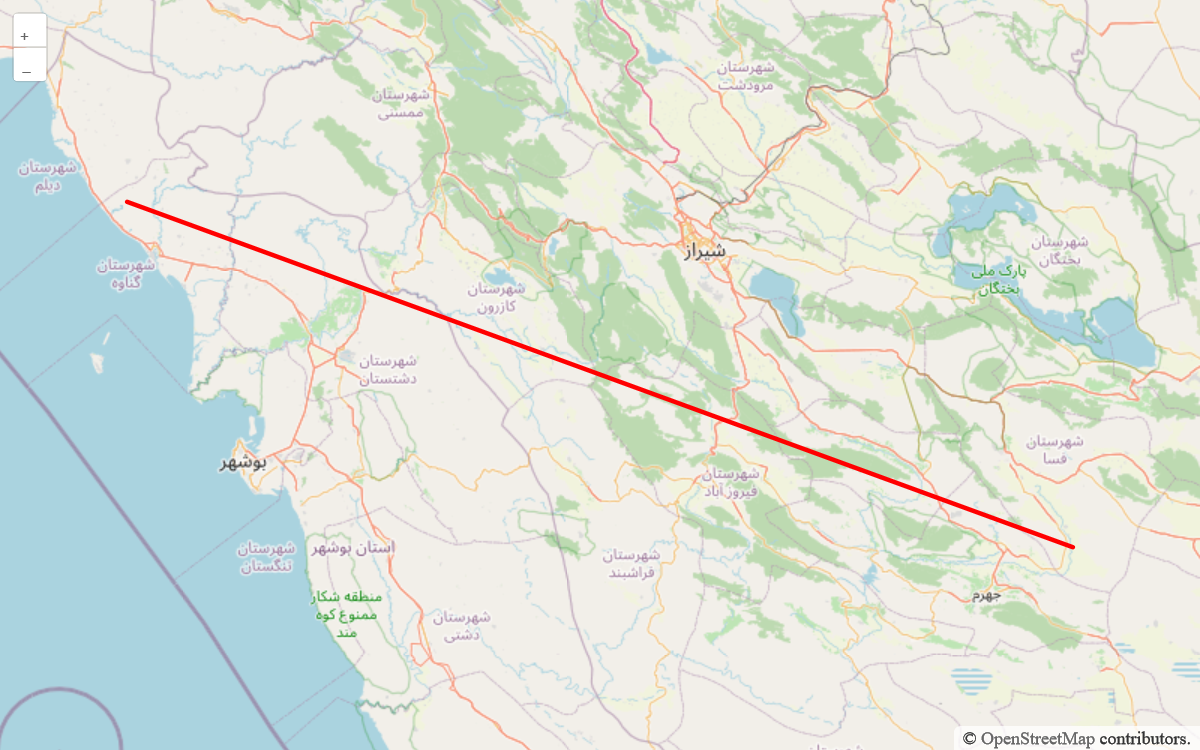 +
–
شهرستان
مرودشت
شهرستان
ممسنی
شهرستان
دیلم
شیراز
شهرستان
بختگان
پارک ملی
بختگان
شهرستان
گناوه
شهرستان
کازرون
شهرستان
دشتستان
شهرستان
فسا
بوشهر
شهرستان
فیروز آباد
استان بوشهر
شهرستان
تنگستان
شهرستان
فراشبند
جهرم
منطقه شکار
ممنوع کوه
مند
شهرستان
دشتی
© OpenStreetMap contributors.